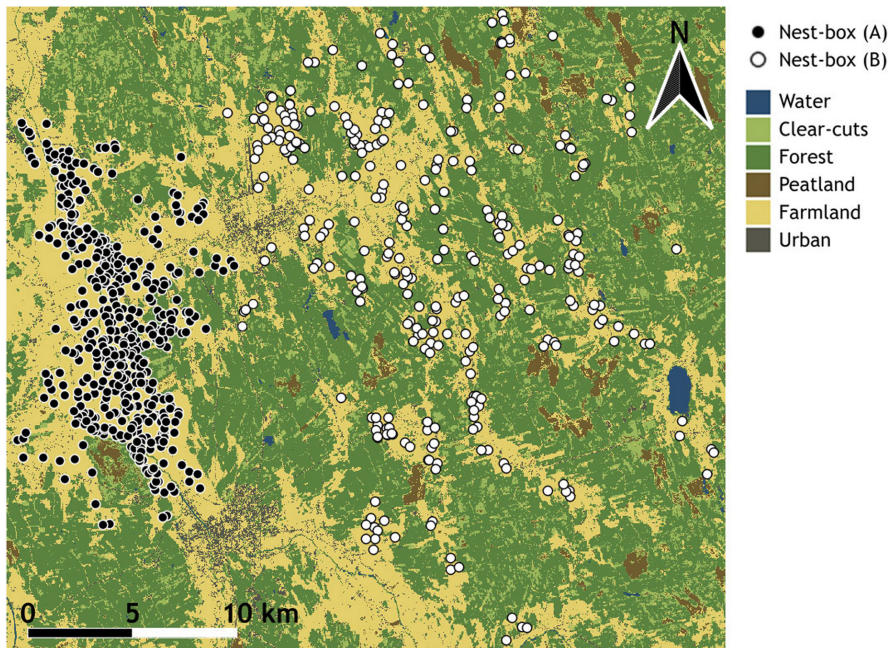 N
Nest-box (A)
Nest-box (B)
Water
Clear-cuts
Forest
Peatland
Farmland
Urban
0 5 10 km